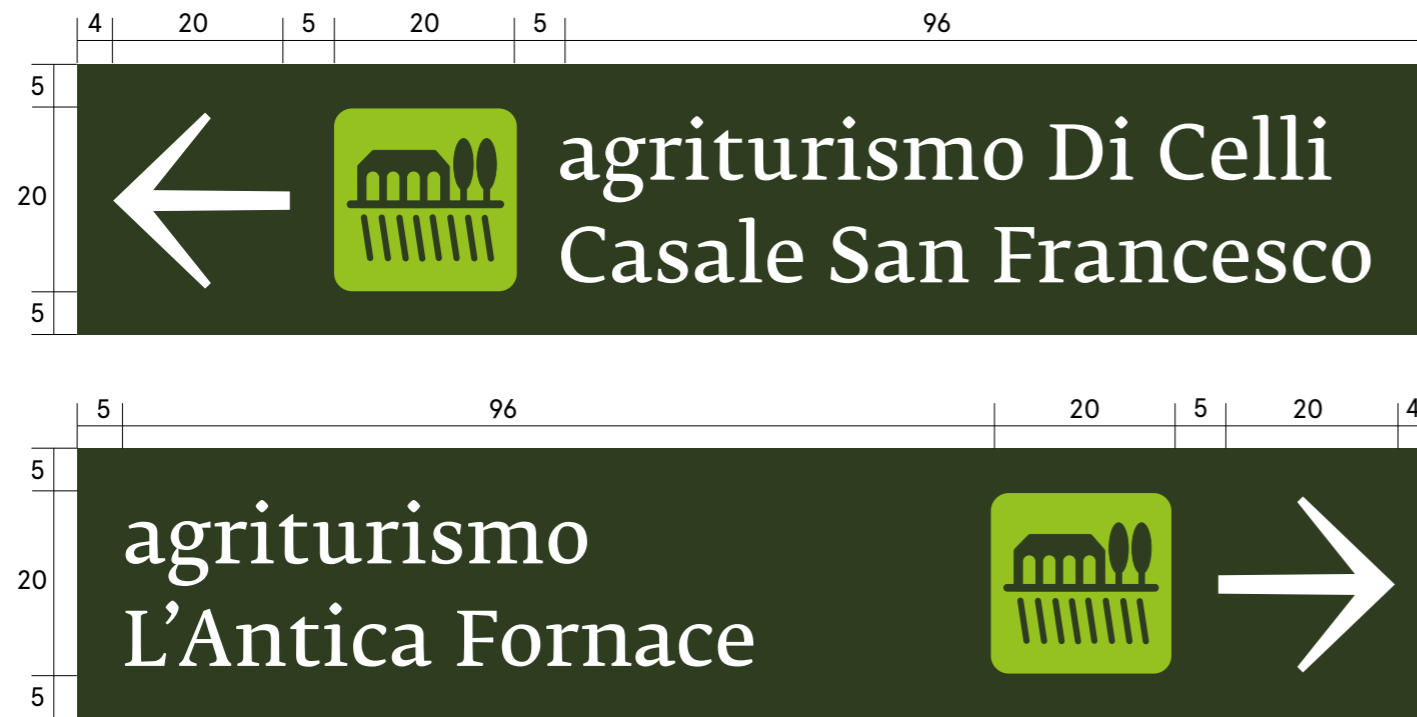 4 20 5 20 5 96
5
20
5
agriturismo Di Celli
Casale San Francesco
5 96 20 5 20 4
5
20
5
agriturismo
L’Antica Fornace